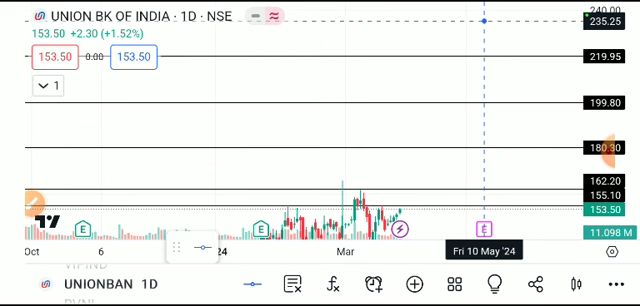 UNION BK OF INDIA · 1D · NSE
153.50 +2.30 (+1.52%)
153.50 0.00 153.50
1
240.00
235.25
219.95
199.80
180.30
162.20
155.10
153.50
11.098 M
E E E
Oct 6 24 Mar Fri 10 May '24
UNIONBAN 1D